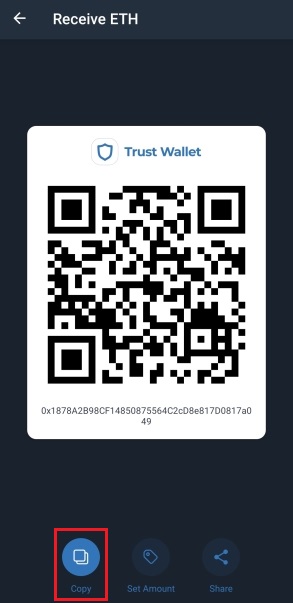 Receive ETH
Trust Wallet
0x1878A2B98CF14850875564C2cD8e817D0817a0
49
Copy
Set Amount
Share